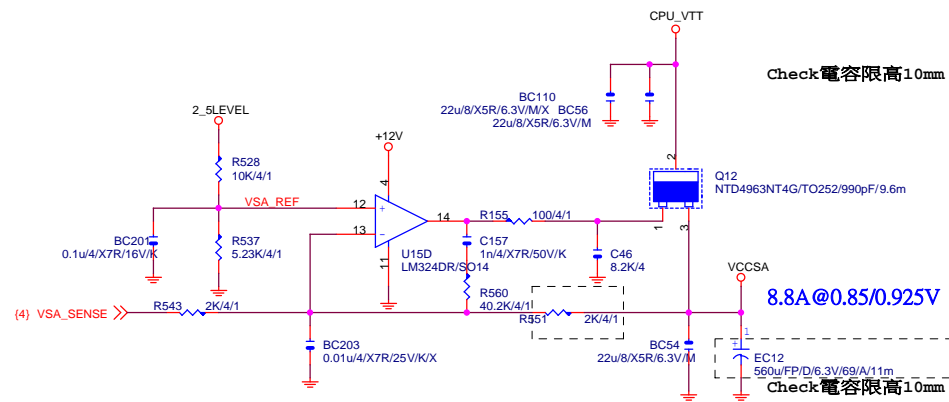 CPU_VTT
Check電容限高10mm
BC110
22u/8/X5R/6.3V/M/X
BC56
22u/8/X5R/6.3V/M
2_5LEVEL
+12V
R528
10K/4/1
2
Q12
NTD4963NT4G/TO252/990pF/9.6m
VSA_REF
4
12
+
13
-
14
11
R155
100/4/1
1
3
BC201
0.1u/4/X7R/16V/K
R537
5.23K/4/1
U15D
LM324DR/SO14
C157
1n/4/X7R/50V/K
C46
8.2K/4
VCCSA
8.8A@0.85/0.925V
R560
40.2K/4/1
{4} VSA_SENSE
R543
2K/4/1
R551
2K/4/1
BC203
0.01u/4/X7R/25V/K/X
BC54
22u/8/X5R/6.3V/M
1
+
EC12
560u/FP/D/6.3V/69/A/11m
Check電容限高10mm